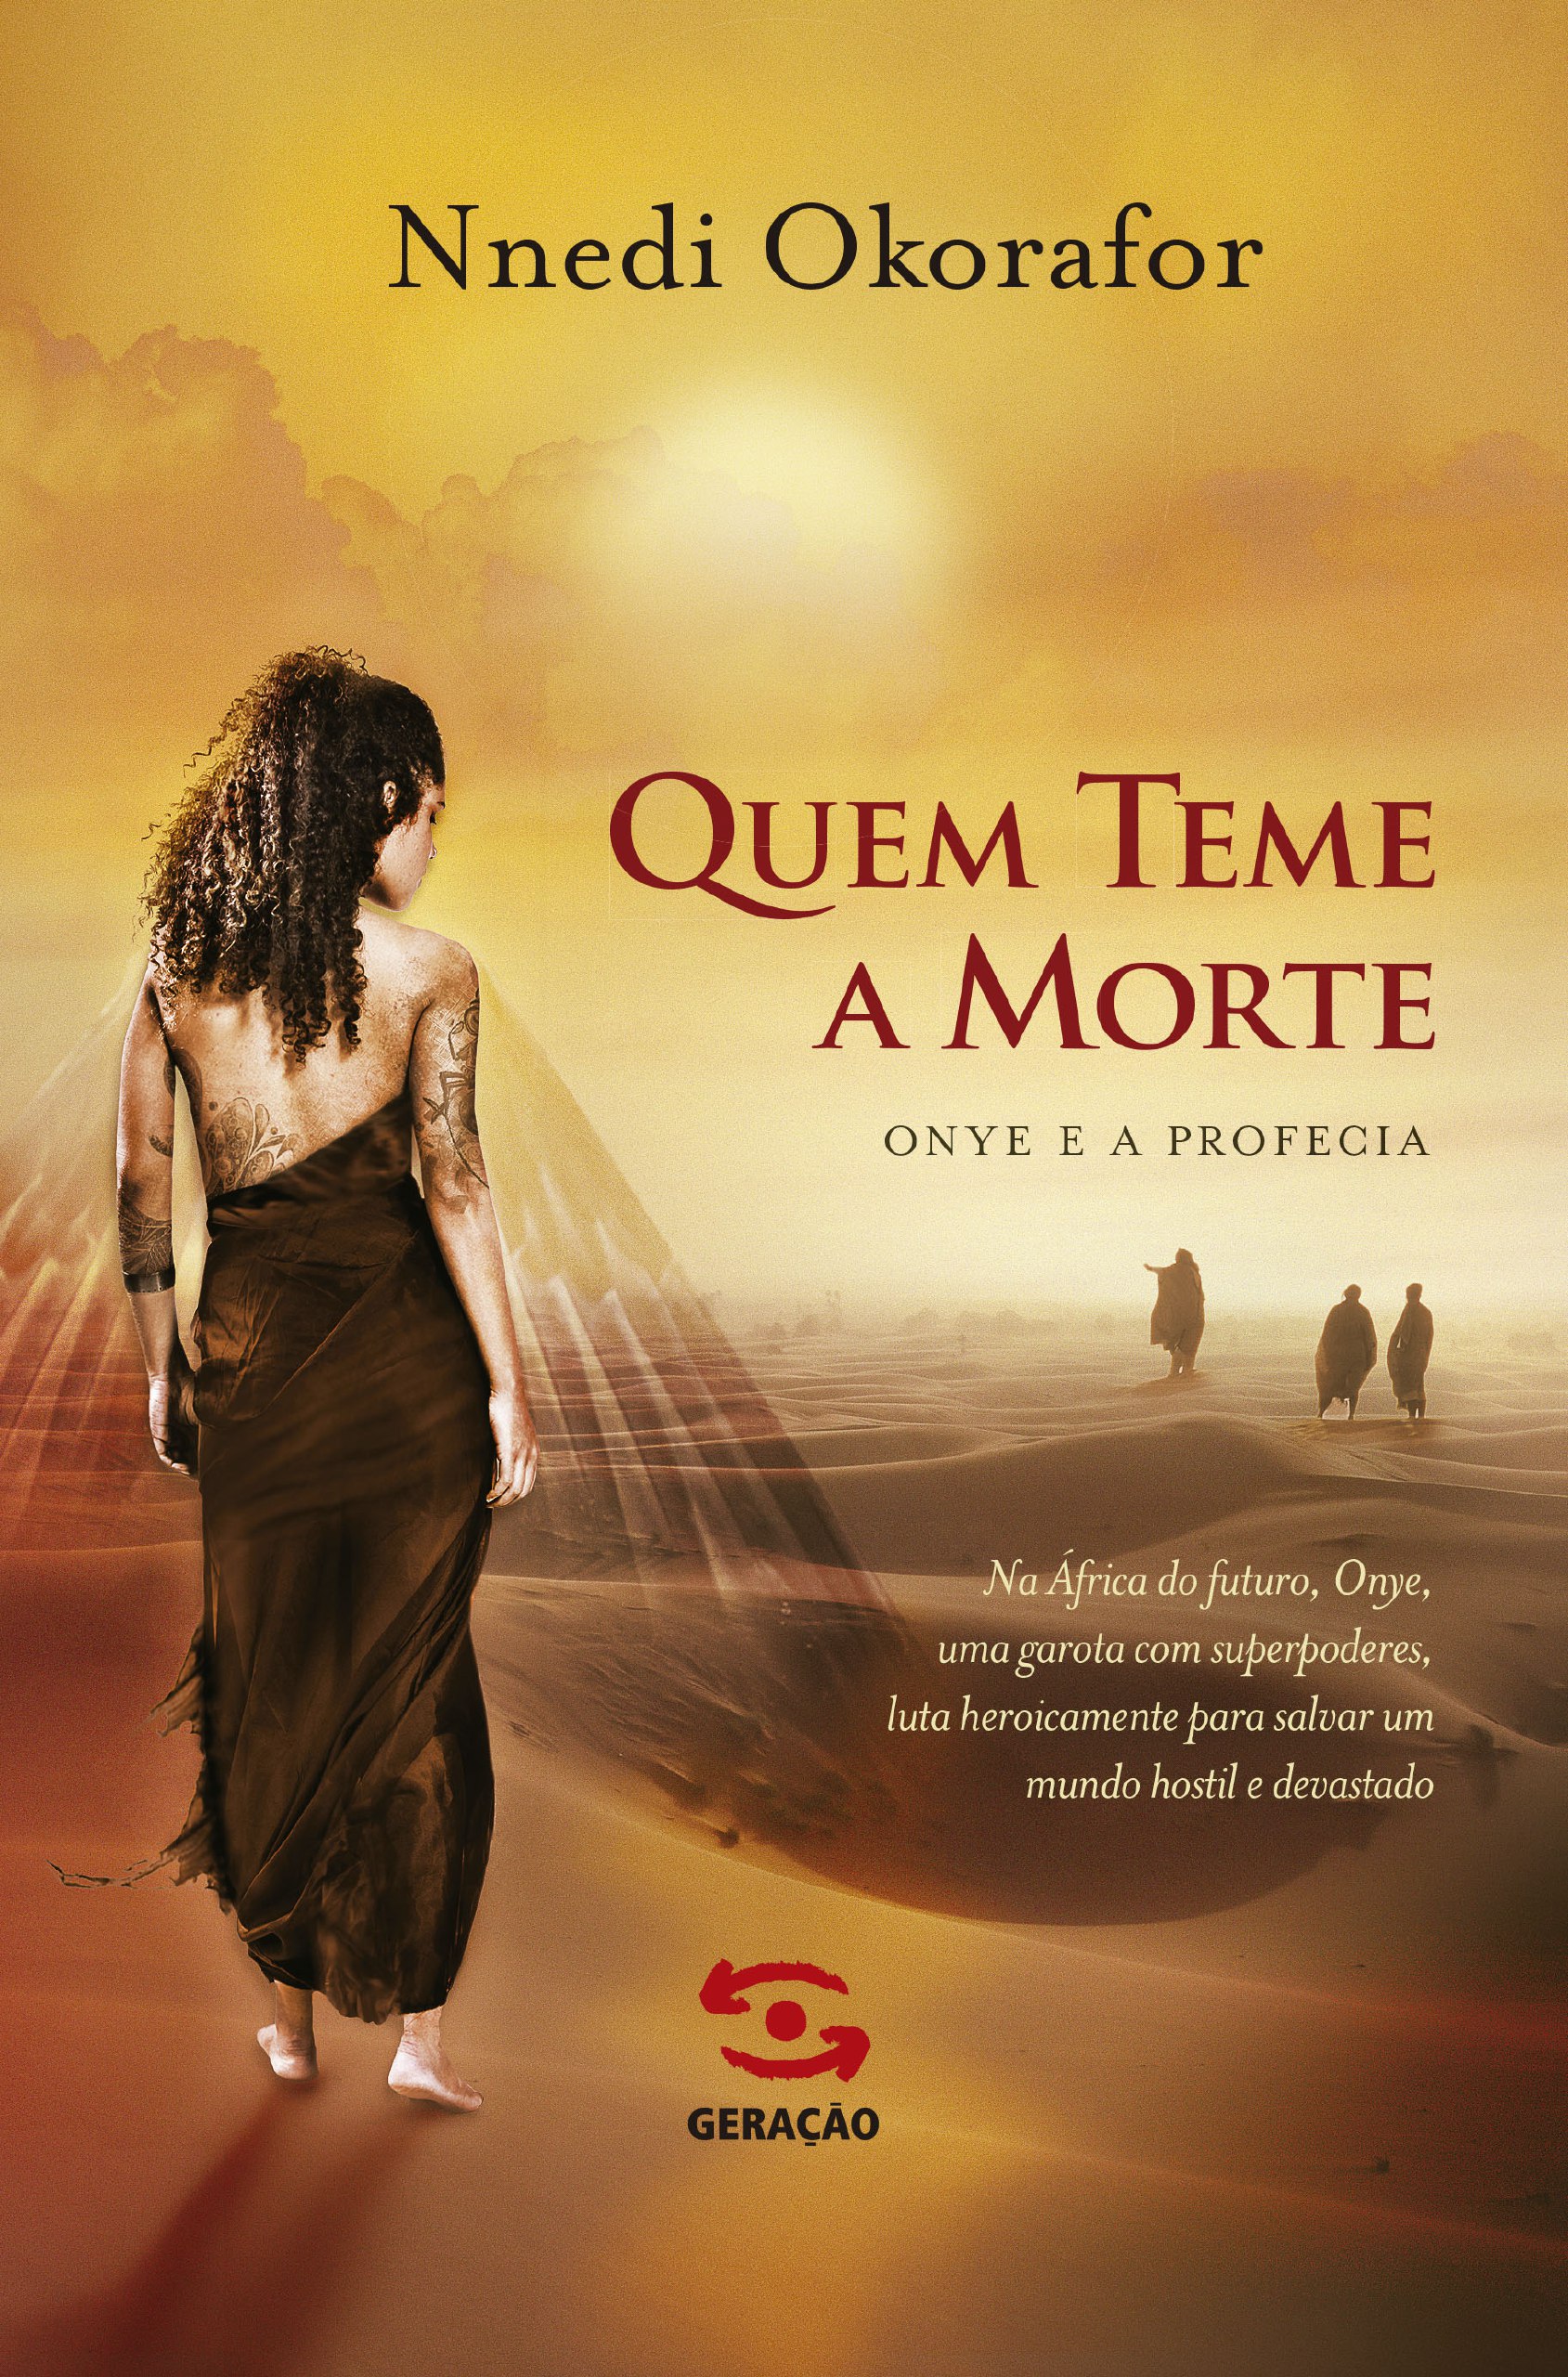 Nnedi Okorafor
QUEM TEME
A MORTE
ONYE E A PROFECIA
Na África do futuro, Onye,
uma garota com superpoderes,
luta heroicamente para salvar um
mundo hostil e devastado
GERAÇÃO